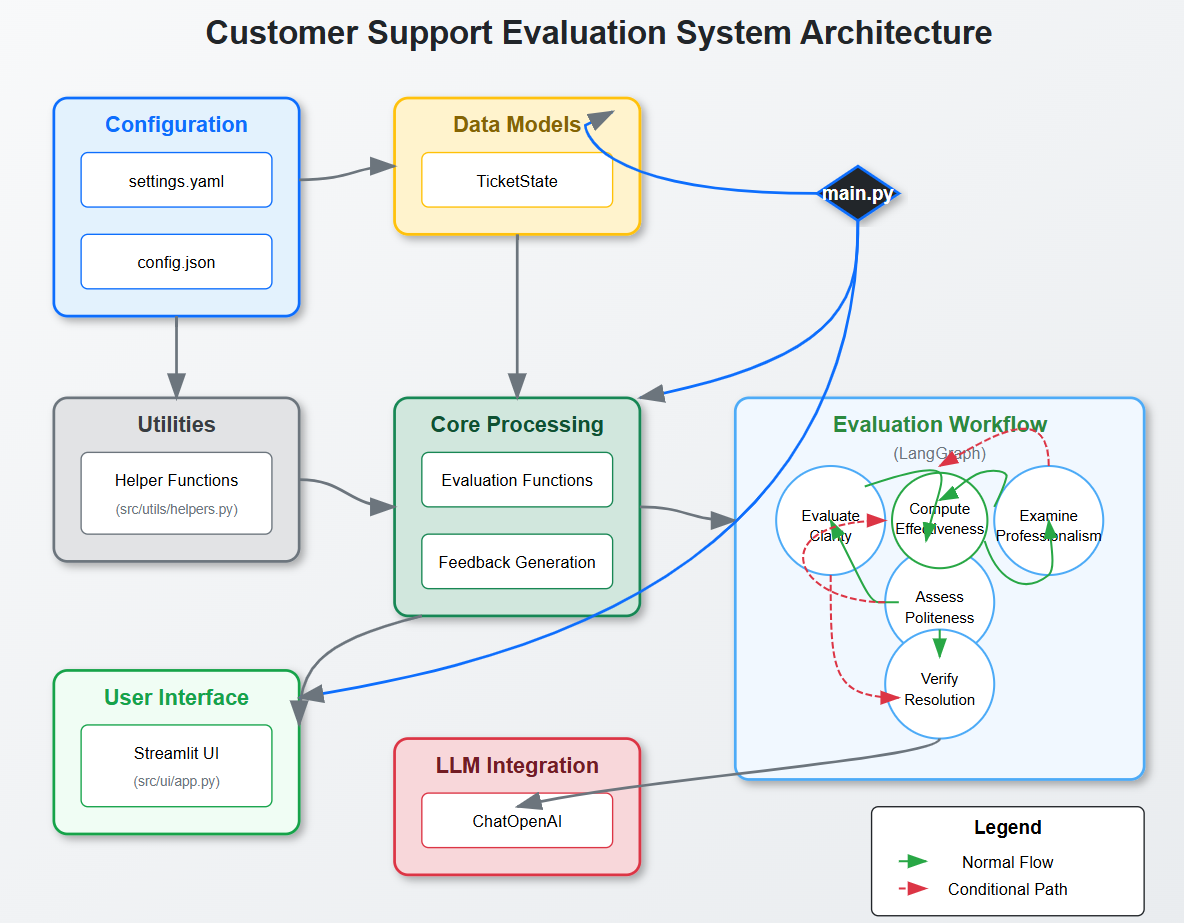 Customer Support Evaluation System Architecture
Configuration
settings.yaml
config.json
Data Models
TicketState
main.py
Utilities
Helper Functions
(src/utils/helpers.py)
Core Processing
Evaluation Functions
Feedback Generation
Evaluation Workflow
(LangGraph)
Evaluate
Clarity
Compute
Effectiveness
Examine
Professionalism
Assess
Politeness
Verify
Resolution
User Interface
Streamlit UI
(src/ui/app.py)
LLM Integration
ChatOpenAI
Legend
Normal Flow
Conditional Path